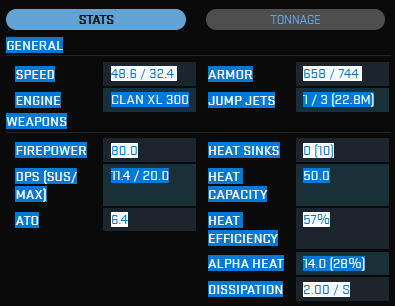 STATS
TONNAGE
GENERAL
SPEED
48.6 / 32.4
ARMOR
658 / 744
ENGINE
CLAN XL 300
JUMP JETS
1 / 3 (22.8M)
WEAPONS
FIREPOWER
80.0
HEAT SINKS
0 (10)
DPS (SUS/
MAX)
11.4 / 20.0
HEAT
CAPACITY
50.0
ATO
6.4
HEAT
EFFICIENCY
57%
ALPHA HEAT
14.0 (28%)
DISSIPATION
2.00 / S